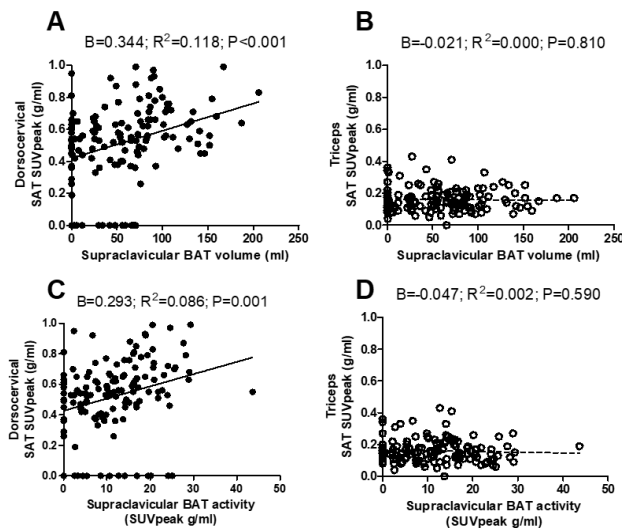 A
B=0.344; R²=0.118; P<0.001
1.0
0.8
0.6
0.4
0.2
0.0
Dorsocervical
SAT SUVpeak (g/ml)
0 50 100 150 200 250
Supraclavicular BAT volume (ml)
B
B=-0.021; R²=0.000; P=0.810
1.0
0.8
0.6
0.4
0.2
0.0
Triceps
SAT SUVpeak (g/ml)
0 50 100 150 200 250
Supraclavicular BAT volume (ml)
C
B=0.293; R²=0.086; P=0.001
1.0
0.8
0.6
0.4
0.2
0.0
Dorsocervical
SAT SUVpeak (g/ml)
0 10 20 30 40 50
Supraclavicular BAT activity
(SUVpeak g/ml)
D
B=-0.047; R²=0.002; P=0.590
1.0
0.8
0.6
0.4
0.2
0.0
Triceps
SAT SUVpeak (g/ml)
0 10 20 30 40 50
Supraclavicular BAT activity
(SUVpeak g/ml)